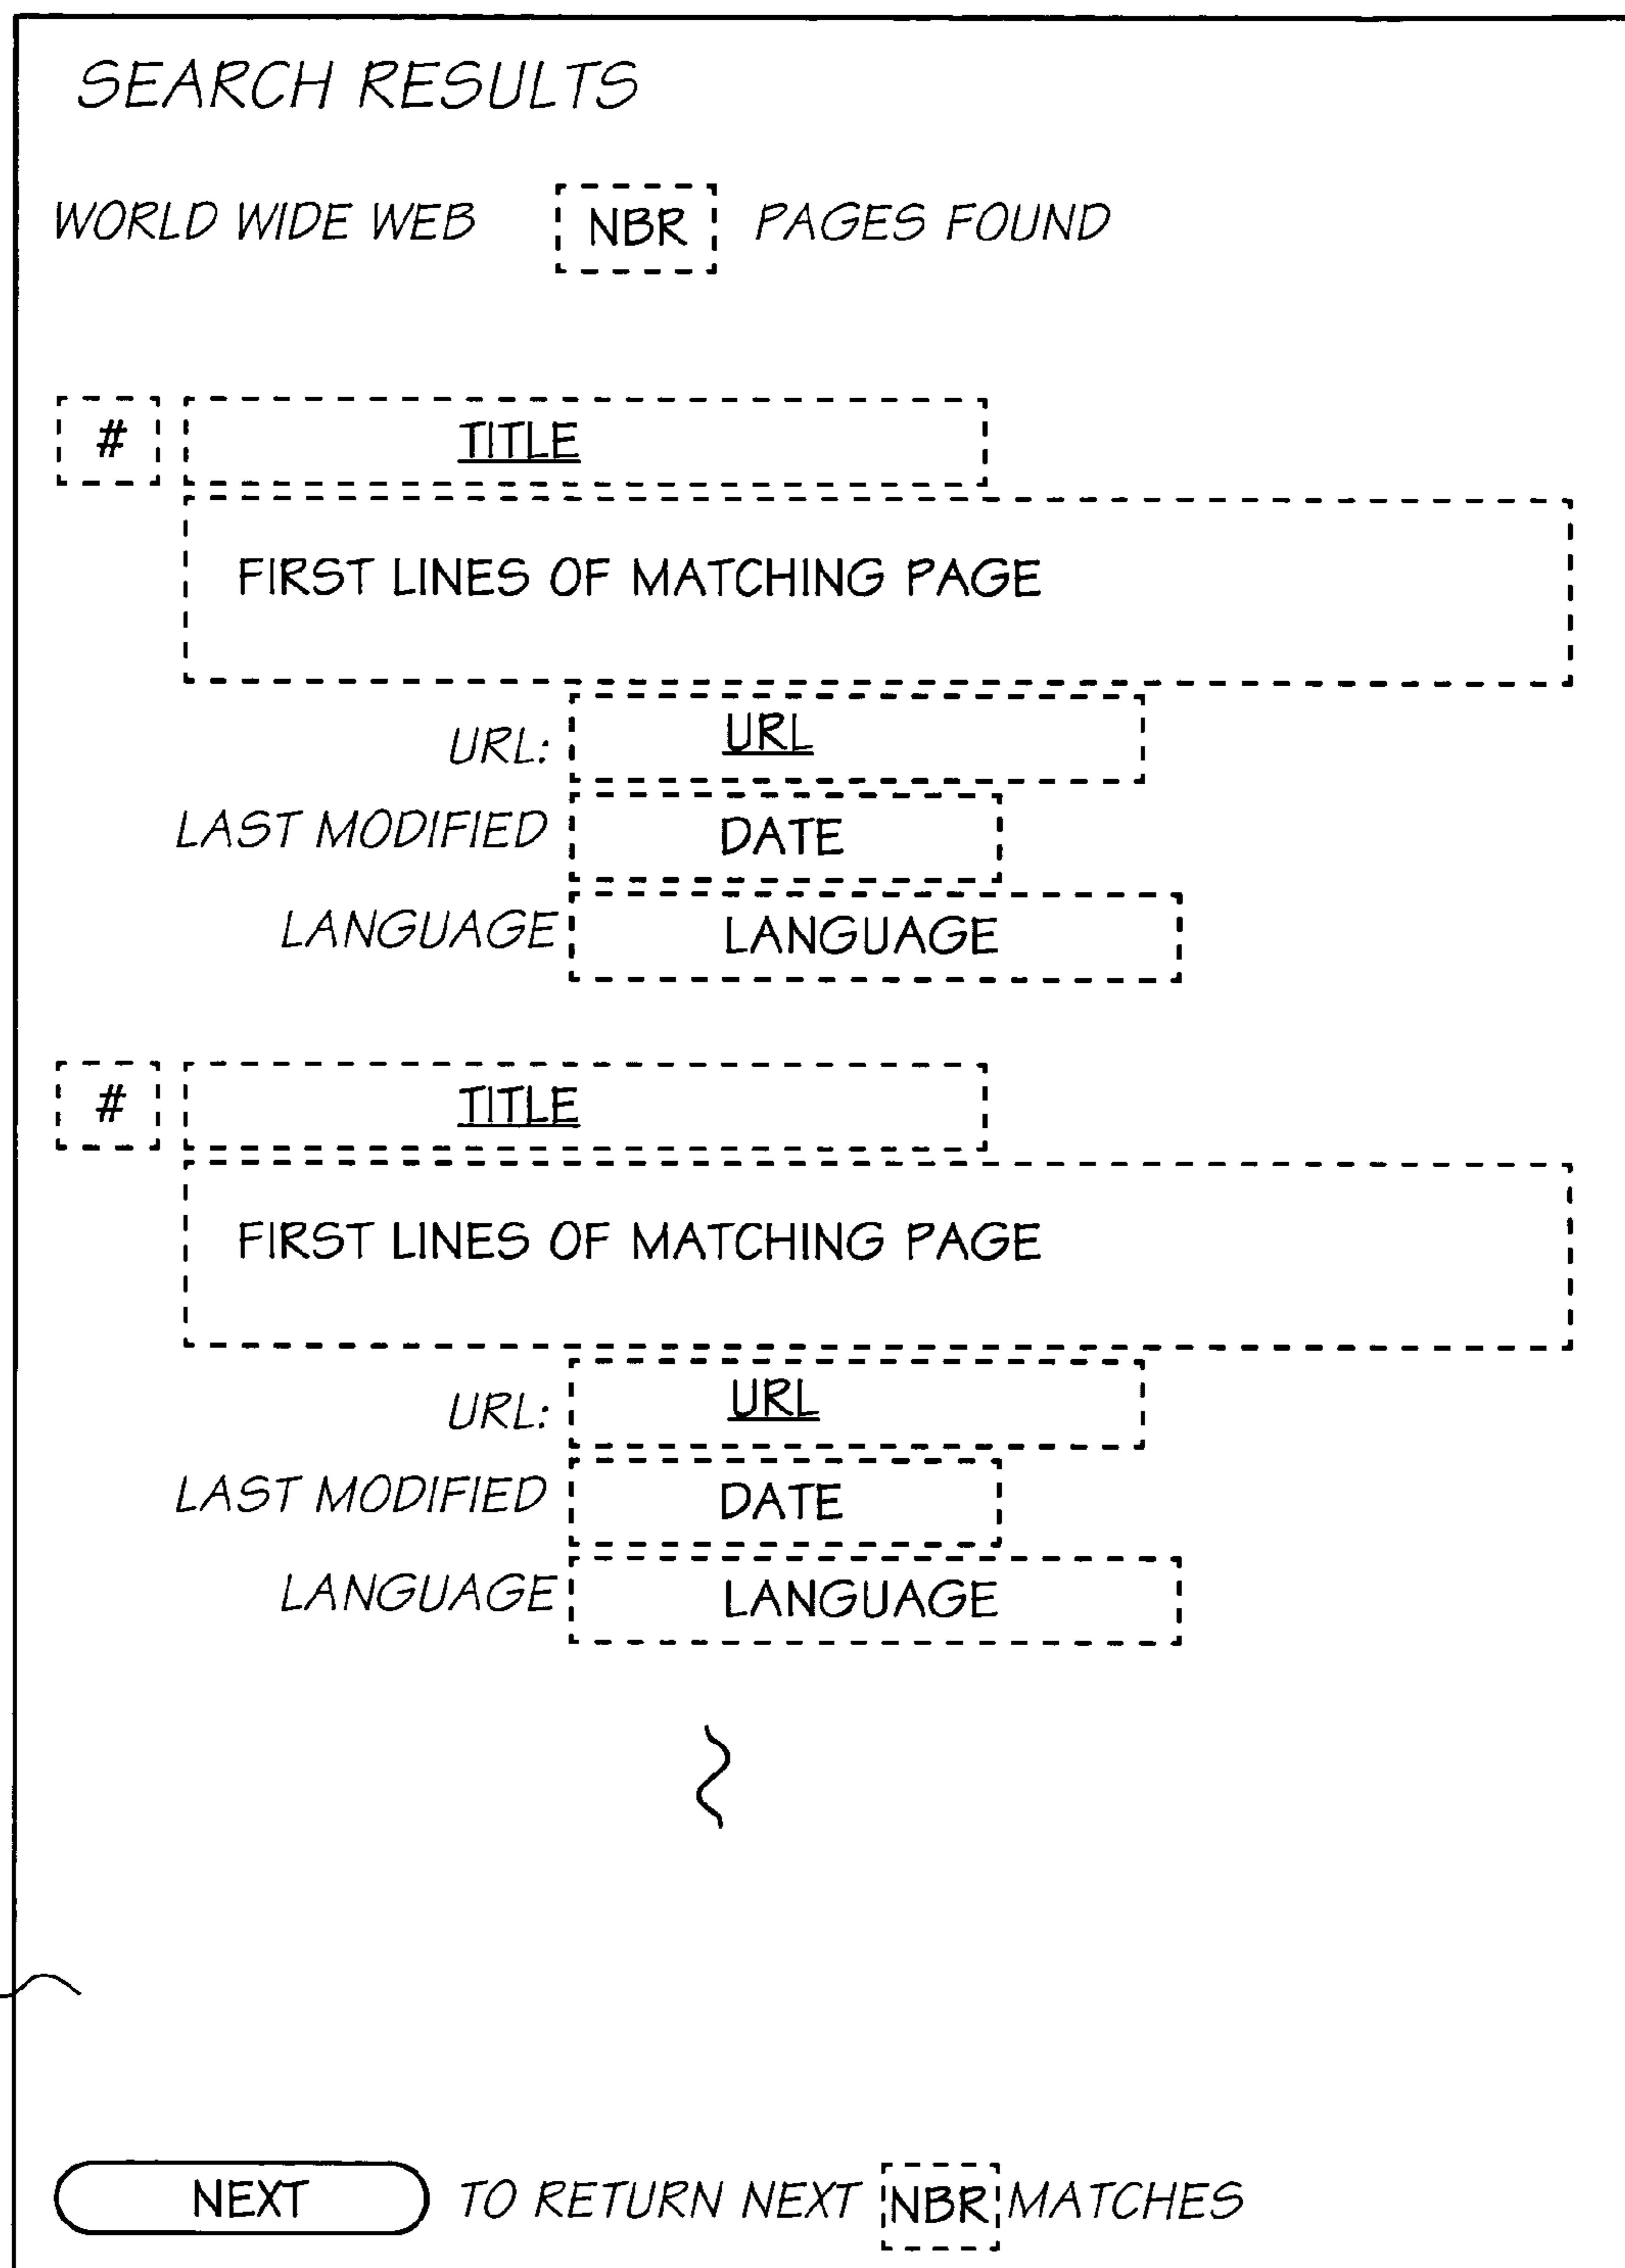 SEARCH RESULTS
WORLD WIDE WEB NBR PAGES FOUND
# TITLE
FIRST LINES OF MATCHING PAGE
URL: URL
LAST MODIFIED DATE
LANGUAGE LANGUAGE
# TITLE
FIRST LINES OF MATCHING PAGE
URL: URL
LAST MODIFIED DATE
LANGUAGE LANGUAGE
NEXT TO RETURN NEXT NBR MATCHES